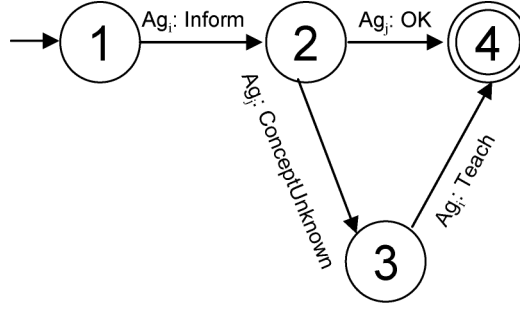 Agi: Inform
Agj: OK
1
2
4
Agj: ConceptUnknown
Agi: Teach
3